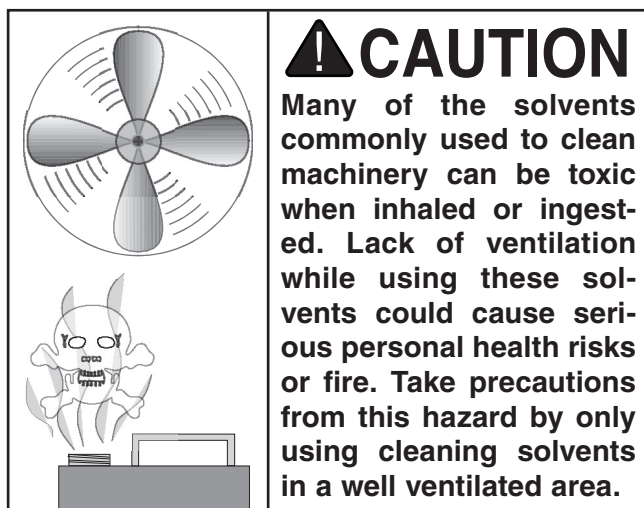 CAUTION
Many of the solvents
commonly used to clean
machinery can be toxic
when inhaled or ingest-
ed. Lack of ventilation
while using these sol-
vents could cause seri-
ous personal health risks
or fire. Take precautions
from this hazard by only
using cleaning solvents
in a well ventilated area.